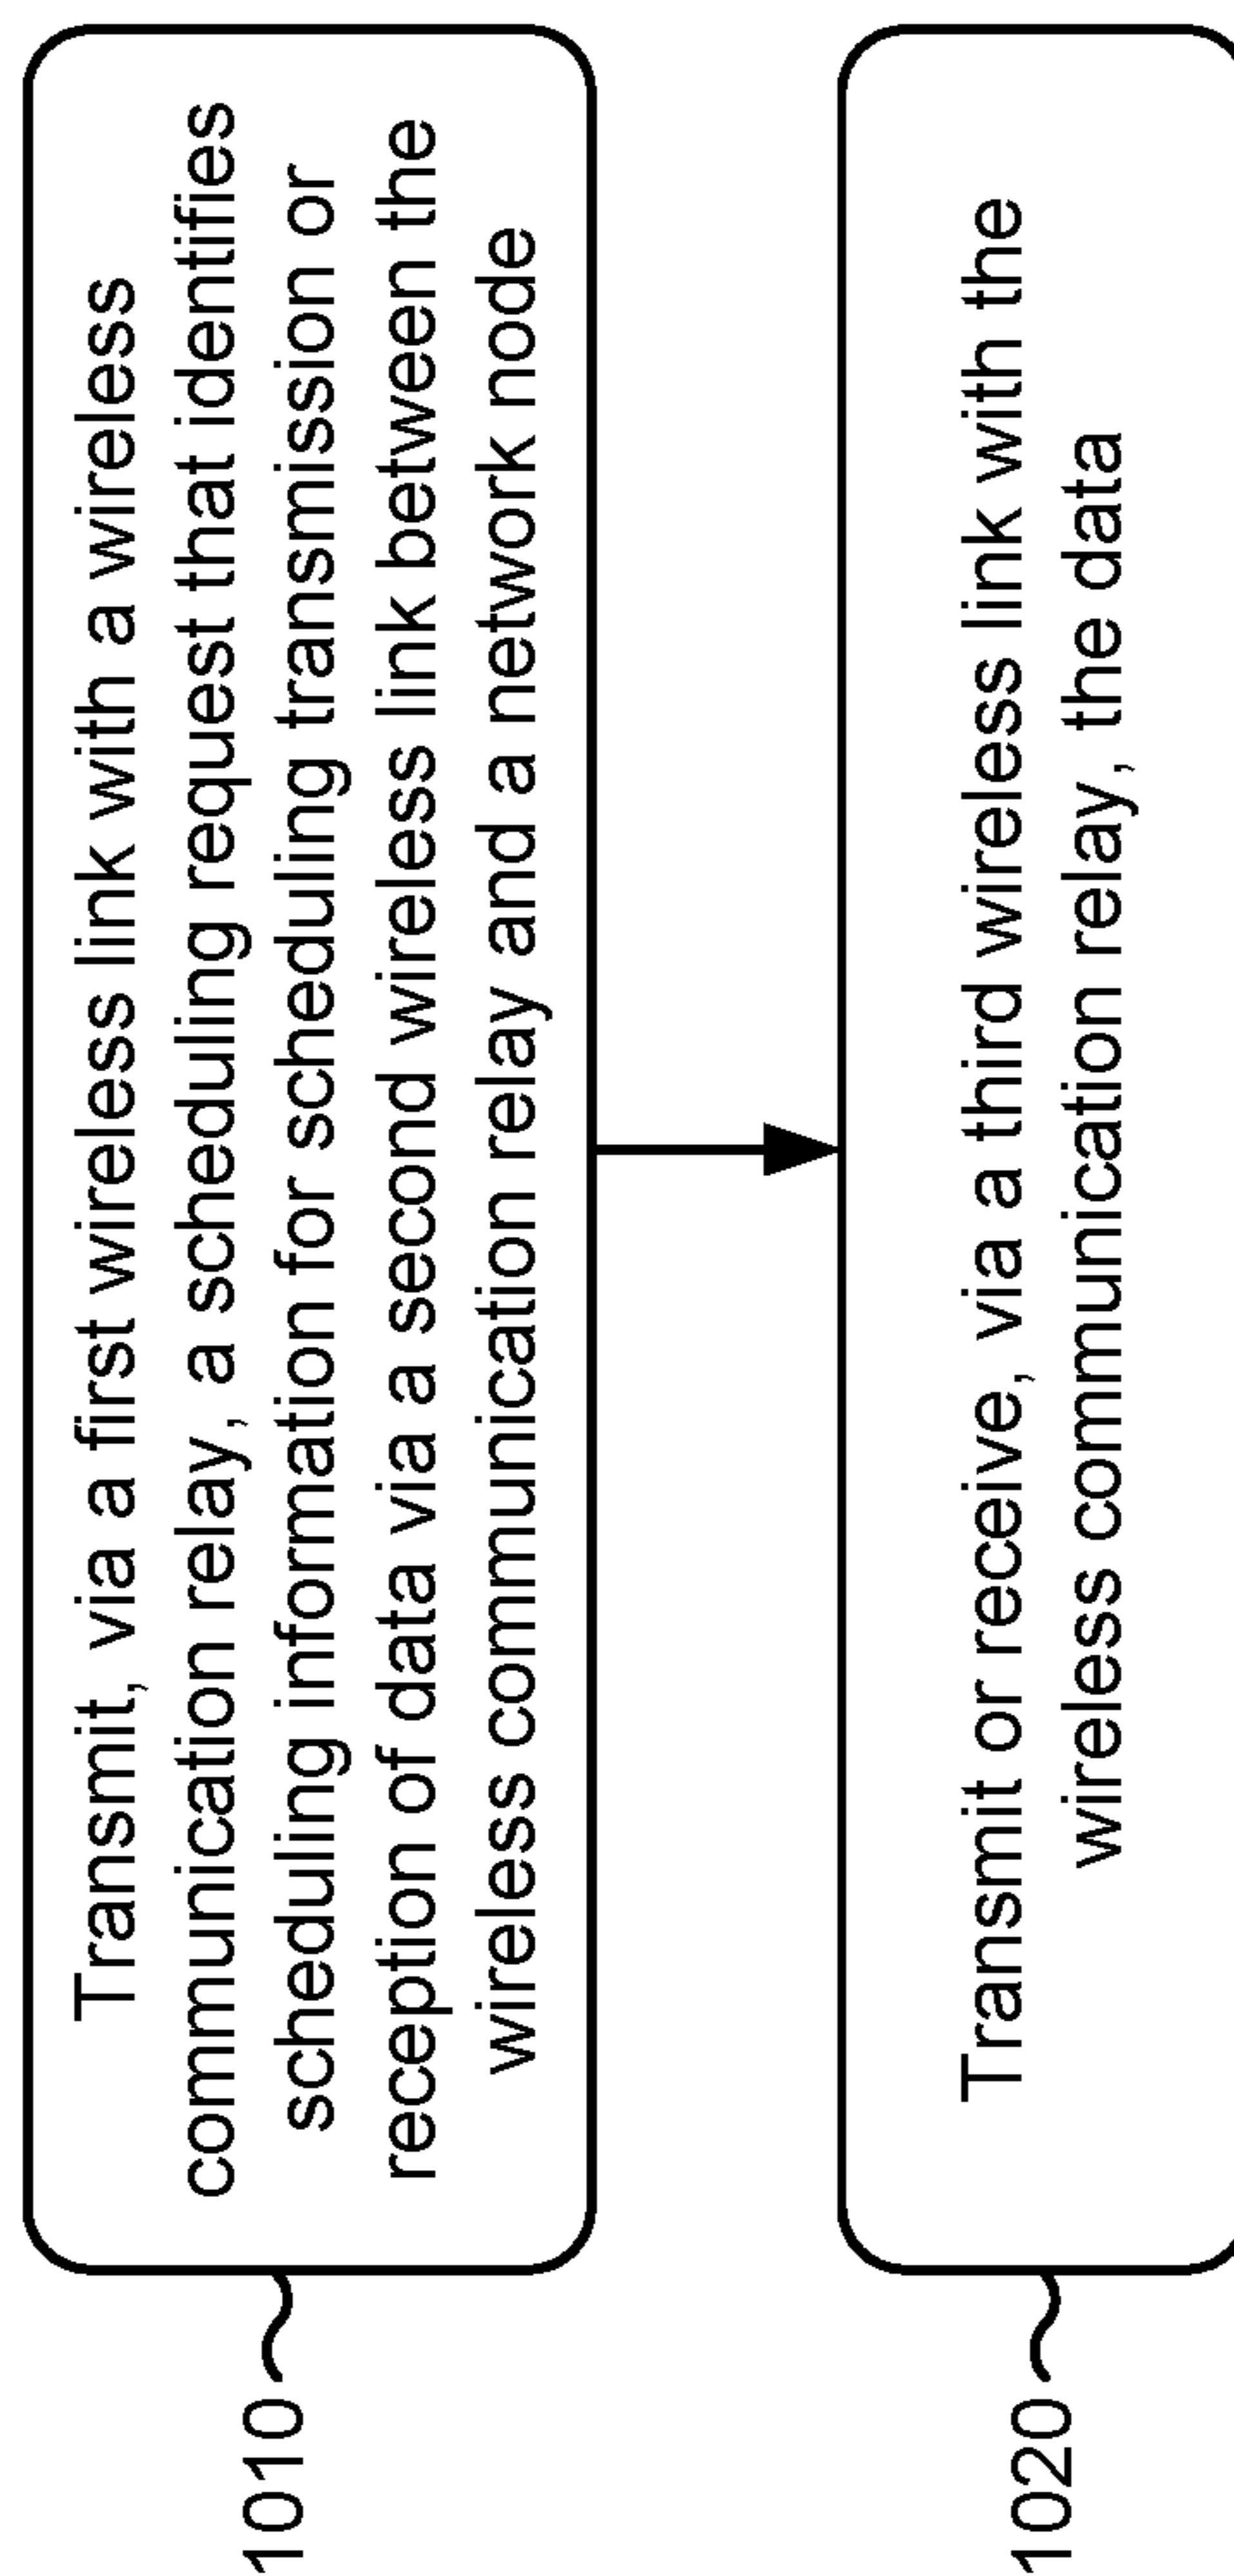 1010
Transmit, via a first wireless link with a wireless
communication relay, a scheduling request that identifies
scheduling information for scheduling transmission or
reception of data via a second wireless link between the
wireless communication relay and a network node
1020
Transmit or receive, via a third wireless link with the
wireless communication relay, the data